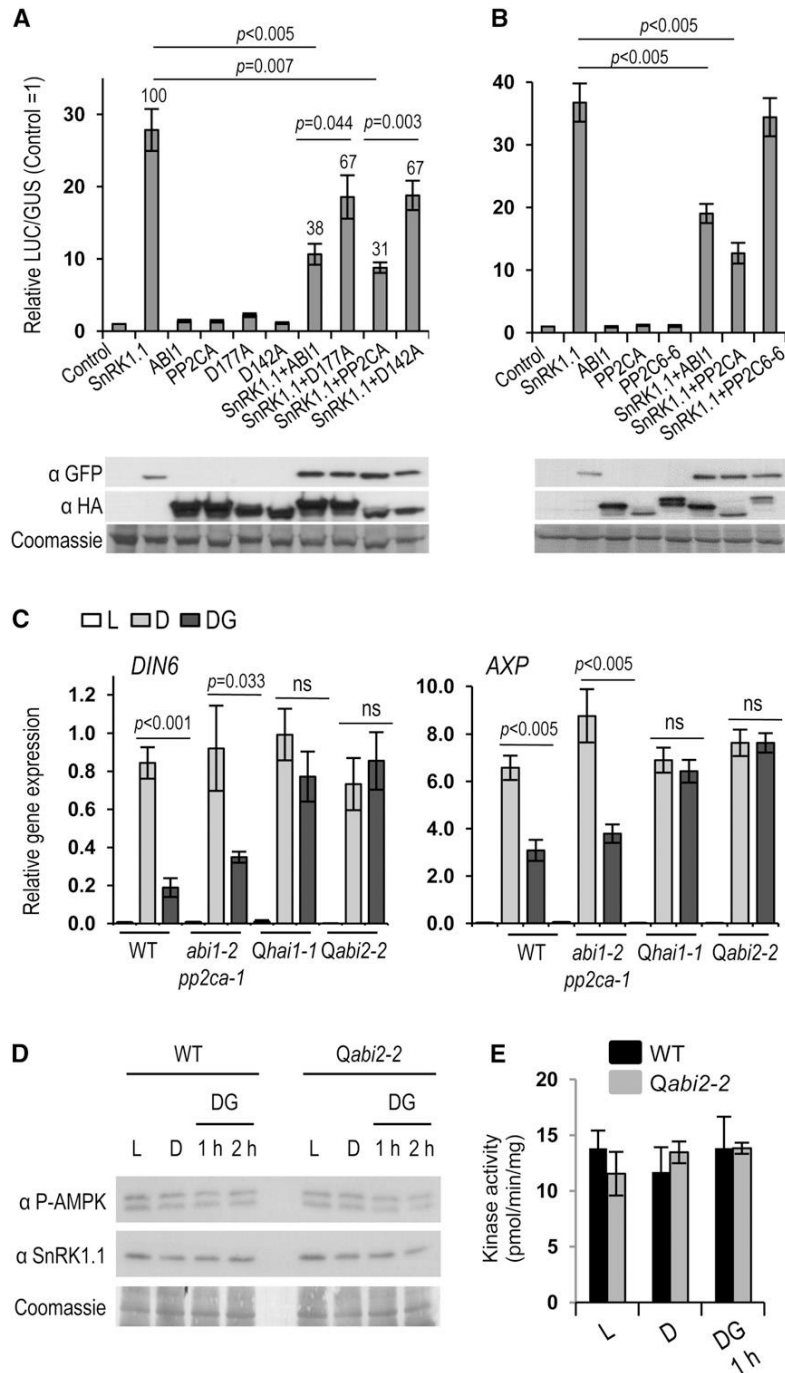 A
p<0.005
p=0.007
100
p=0.044 p=0.003
67 67
38
31
Relative LUC/GUS (Control =1)
30
20
10
0
Control
SnRK1.1
ABI1
PP2CA
D177A
D142A
SnRK1.1+ABI1
SnRK1.1+D177A
SnRK1.1+PP2CA
SnRK1.1+D142A
α GFP
α HA
Coomassie
B
p<0.005
p<0.005
40
30
20
10
0
Control
SnRK1.1
ABI1
PP2CA
PP2C6-6
SnRK1.1+ABI1
SnRK1.1+PP2CA
SnRK1.1+PP2C6-6
C
L D DG
DIN6
p<0.001
p=0.033
ns
ns
Relative gene expression
1.2
1.0
0.8
0.6
0.4
0.2
0.0
WT
abi1-2
pp2ca-1
Qhai1-1
Qabi2-2
AXP
p<0.005
p<0.005
ns
ns
10.0
8.0
6.0
4.0
2.0
0.0
WT
abi1-2
pp2ca-1
Qhai1-1
Qabi2-2
D
WT Qabi2-2
DG DG
L D 1 h 2 h L D 1 h 2 h
α P-AMPK
α SnRK1.1
Coomassie
E
WT
Qabi2-2
Kinase activity
(pmol/min/mg)
20
15
10
5
0
L
D
DG
1 h